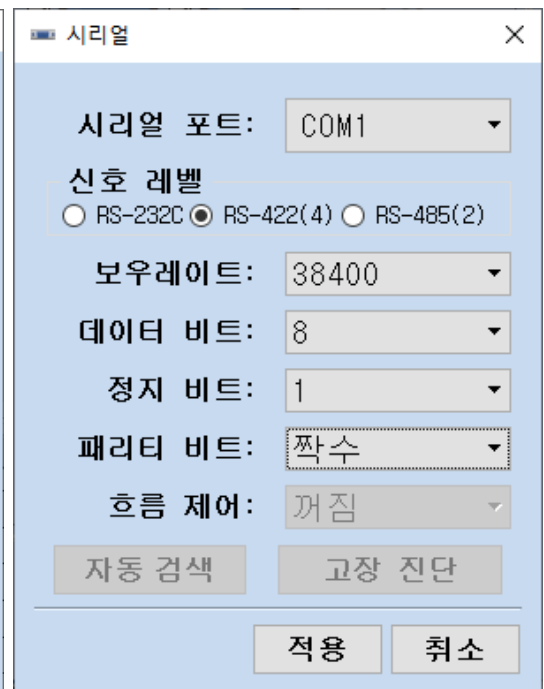 시리얼
시리얼 포트: COM1
신호 레벨
RS-232C RS-422(4) RS-485(2)
보우레이트: 38400
데이터 비트: 8
정지 비트: 1
패리티 비트: 짝수
흐름 제어: 꺼짐
자동 검색 고장 진단
적용 취소